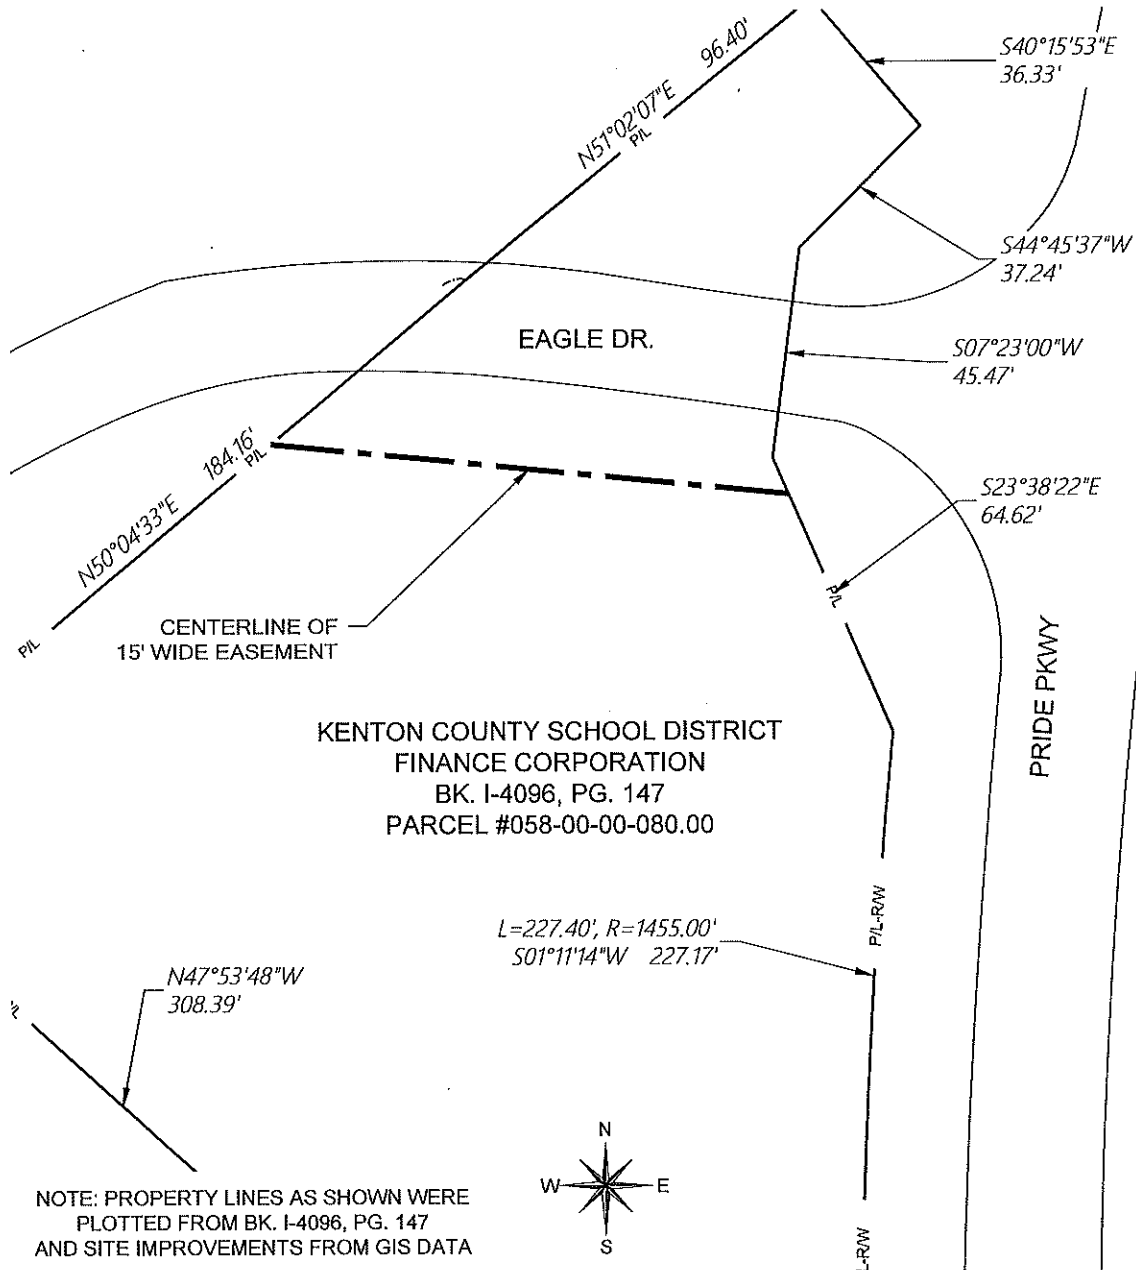 S40°15'53"E
36.33'
N51°02'07"E 96.40'
P/L
S44°45'37"W
37.24'
EAGLE DR.
S07°23'00"W
45.47'
N50°04'33"E 184.16'
P/L
S23°38'22"E
64.62'
P/L
P/L
CENTERLINE OF
15' WIDE EASEMENT
PRIDE PKWY
KENTON COUNTY SCHOOL DISTRICT
FINANCE CORPORATION
BK. I-4096, PG. 147
PARCEL #058-00-00-080.00
P/L-R/W
L=227.40', R=1455.00'
S01°11'14"W 227.17'
N47°53'48"W
308.39'
N
W E
S
NOTE: PROPERTY LINES AS SHOWN WERE
PLOTTED FROM BK. I-4096, PG. 147
AND SITE IMPROVEMENTS FROM GIS DATA
L-R/W